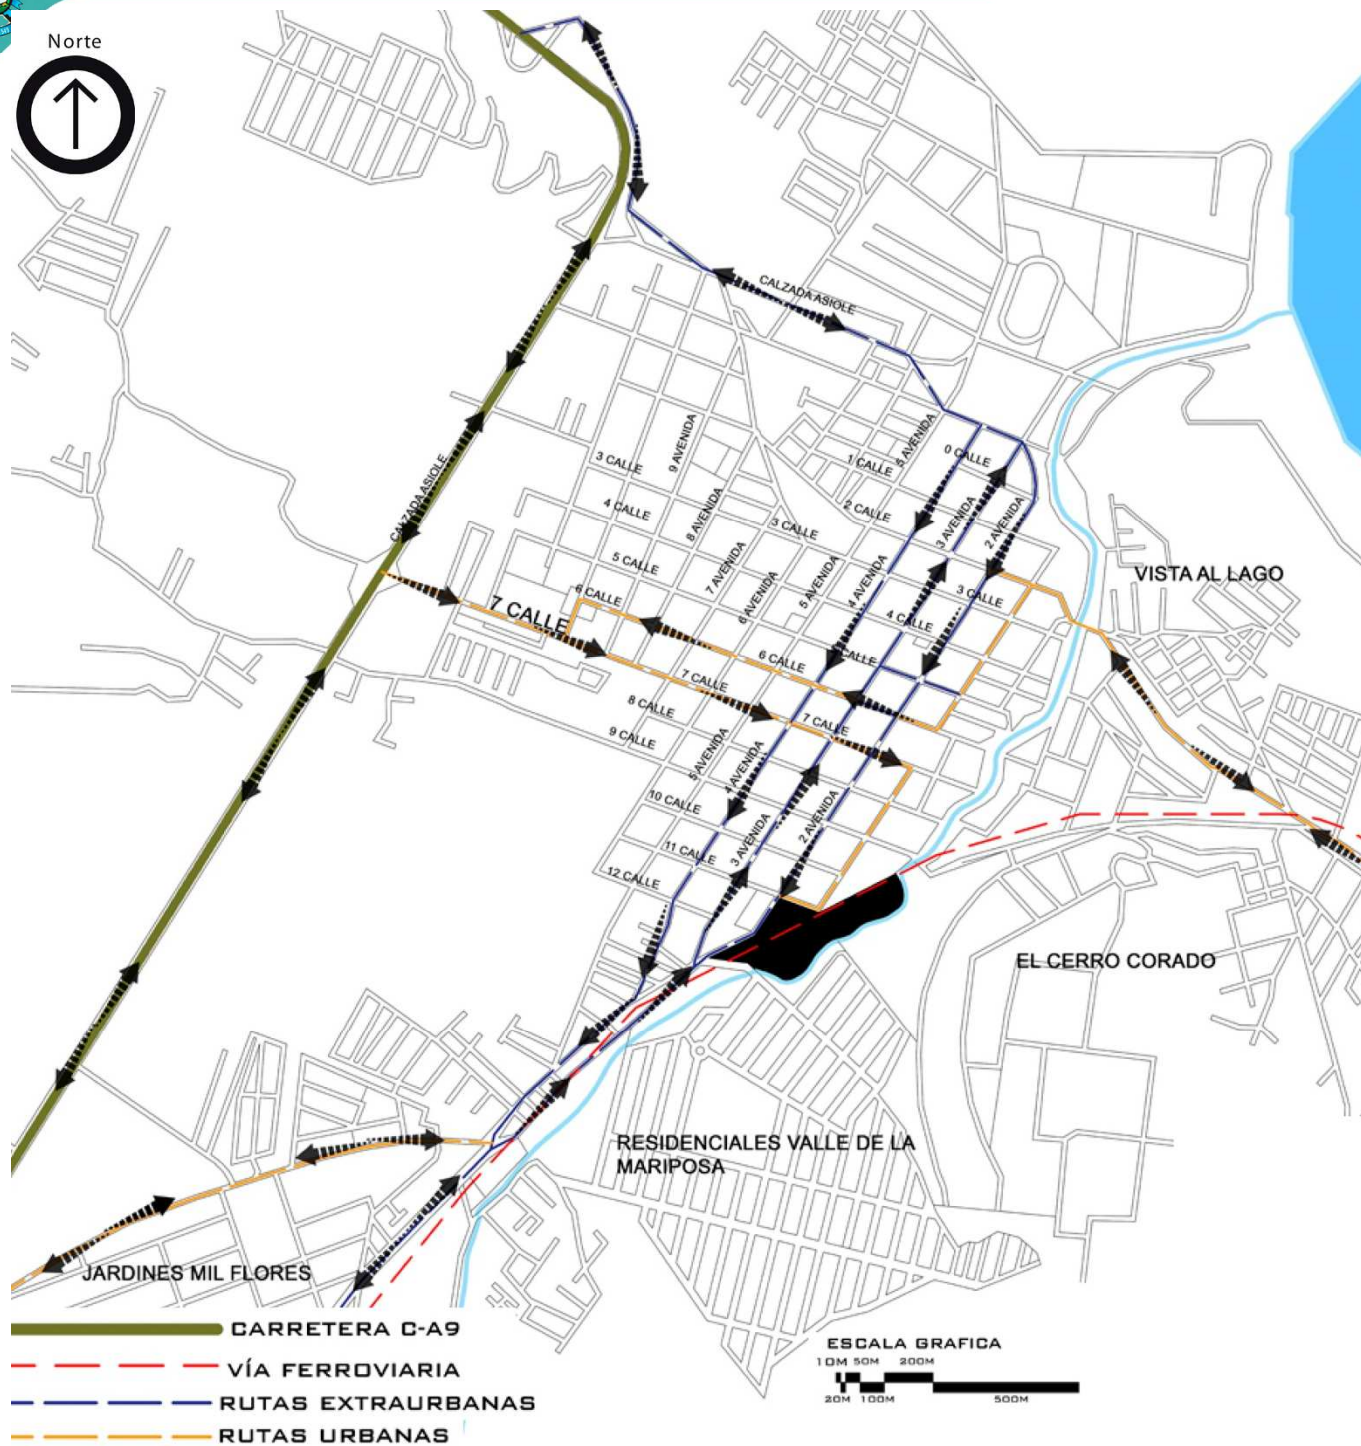 Norte
CALZADA ASIOLE
5 AVENIDA
0 CALLE
9 AVENIDA
3 CALLE
1 CALLE
4 CALLE
8 AVENIDA
3 CALLE
2 CALLE
3 AVENIDA
2 AVENIDA
CALZADA ASIOLE
5 CALLE
7 AVENIDA
6 AVENIDA
5 AVENIDA
4 AVENIDA
VISTA AL LAGO
6 CALLE
7 CALLE
3 CALLE
4 CALLE
6 CALLE
CALLE
7 CALLE
8 CALLE
7 CALLE
9 CALLE
5 AVENIDA
4 AVENIDA
10 CALLE
3 AVENIDA
2 AVENIDA
11 CALLE
12 CALLE
EL CERRO CORADO
RESIDENCIALES VALLE DE LA
MARIPOSA
JARDINES MIL FLORES
CARRETERA C-A9
VÍA FERROVIARIA
RUTAS EXTRAURBANAS
RUTAS URBANAS
ESCALA GRAFICA
10M 50M 200M
20M 100M 500M